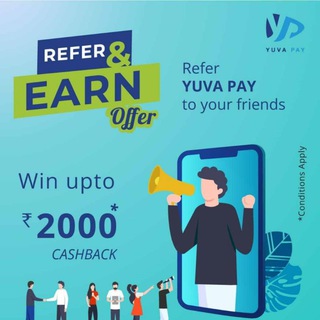 YUVA PAY
REFER &
EARN
Offer
Refer
YUVA PAY
to your friends
Win upto
₹ 2000*
CASHBACK
*Conditions Apply